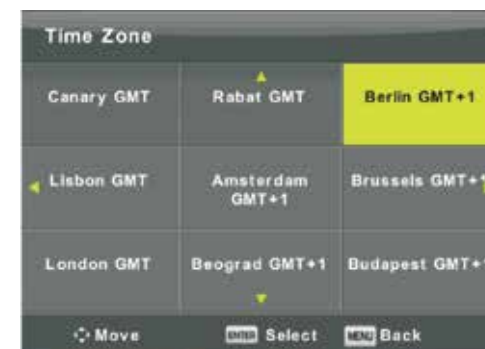 Time Zone
Canary GMT
Rabat GMT
Berlin GMT+1
Lisbon GMT
Amsterdam
GMT+1
Brussels GMT+1
London GMT
Beograd GMT+1
Budapest GMT+
Move
ENTER Select
MENU Back